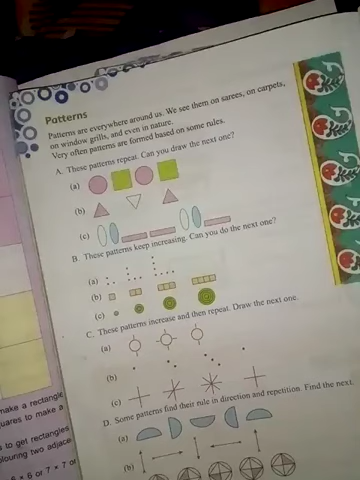 Patterns
Patterns are everywhere around us. We see them on sarees, on carpets,
on window grills, and even in nature.
Very often patterns are formed based on some rules.
A. These patterns repeat. Can you draw the next one?
(a)
(b)
(c)
B. These patterns keep increasing. Can you do the next one?
(a)
(b)
(c)
C. These patterns increase and then repeat. Draw the next one.
(a)
(b)
(c)
D. Some patterns find their rule in direction and repetition. Find the next
(a)
(b)
make a rectangle
quares to make a
s to get rectangles
olouring two adjace
6 × 6 or 7 × 7 or